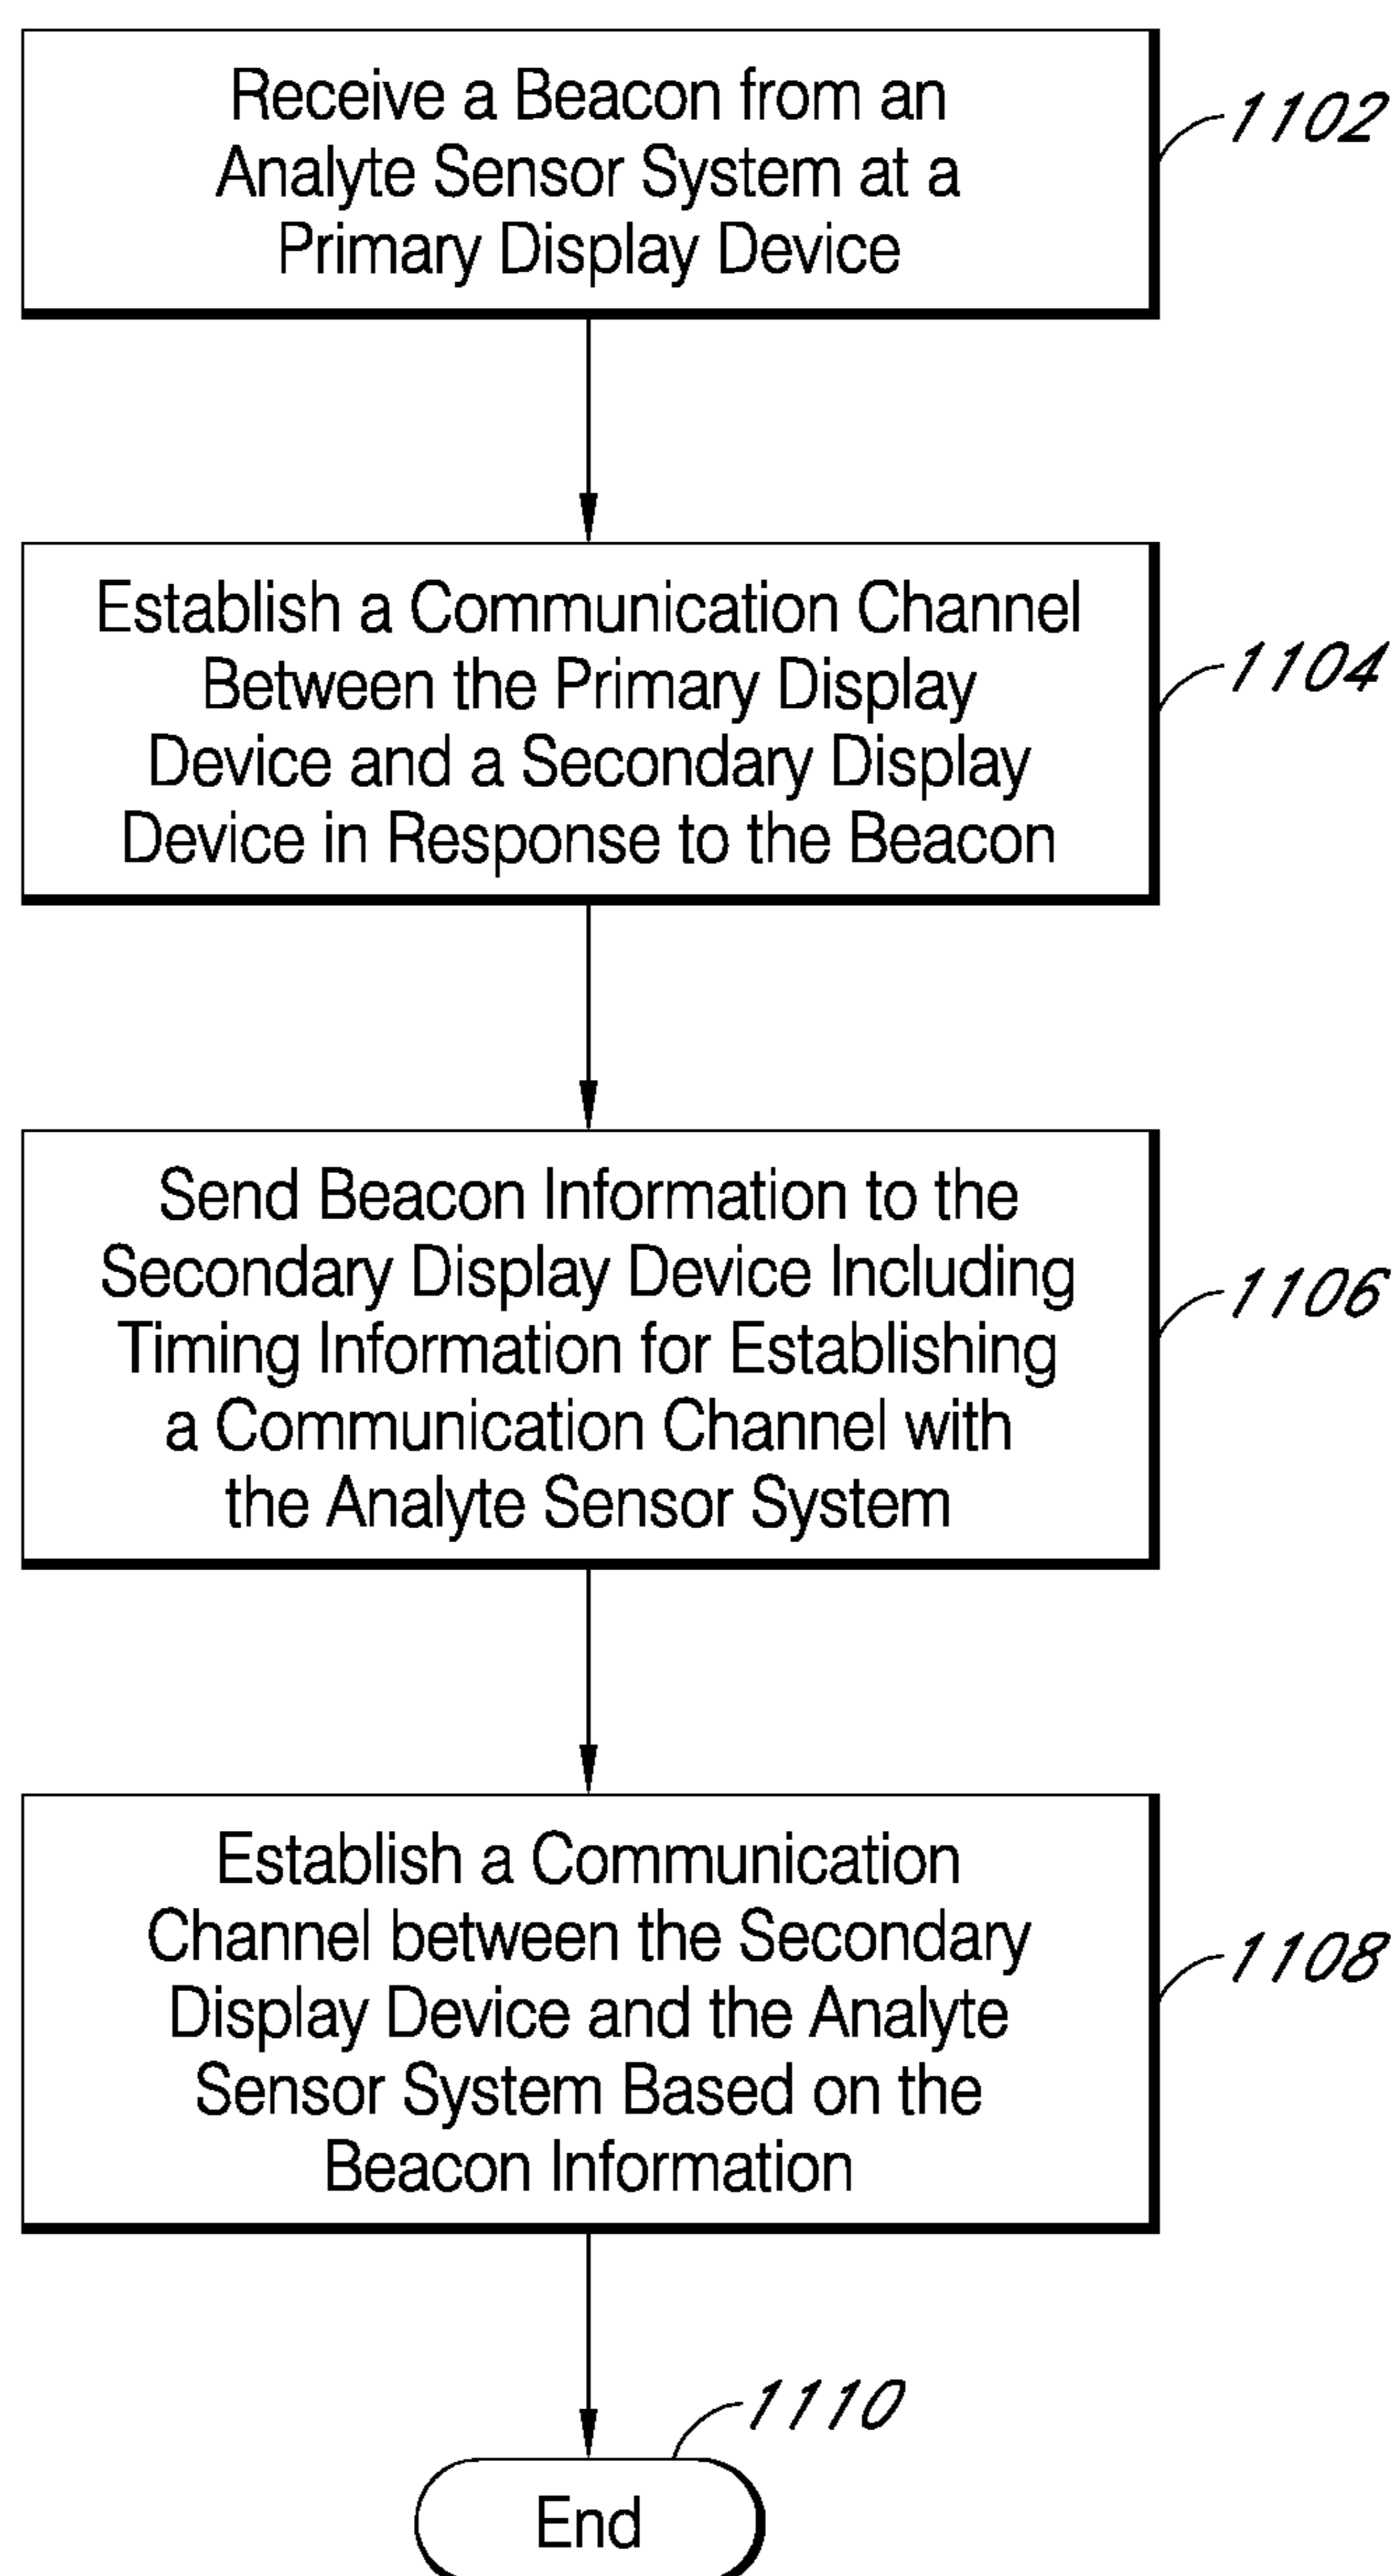 Receive a Beacon from an
Analyte Sensor System at a
Primary Display Device
1102
Establish a Communication Channel
Between the Primary Display
Device and a Secondary Display
Device in Response to the Beacon
1104
Send Beacon Information to the
Secondary Display Device Including
Timing Information for Establishing
a Communication Channel with
the Analyte Sensor System
1106
Establish a Communication
Channel between the Secondary
Display Device and the Analyte
Sensor System Based on the
Beacon Information
1108
1110
End